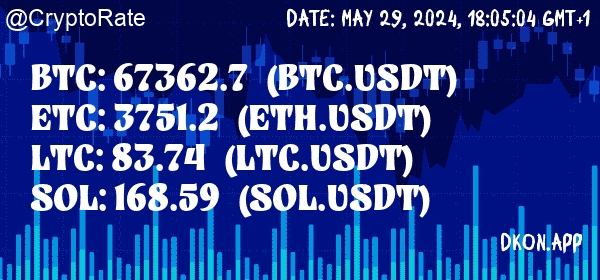 @CryptoRate
DATE: MAY 29, 2024, 18:05:04 GMT+1
BTC: 67362.7 (BTC.USDT)
ETC: 3751.2 (ETH.USDT)
LTC: 83.74 (LTC.USDT)
SOL: 168.59 (SOL.USDT)
DKON.APP